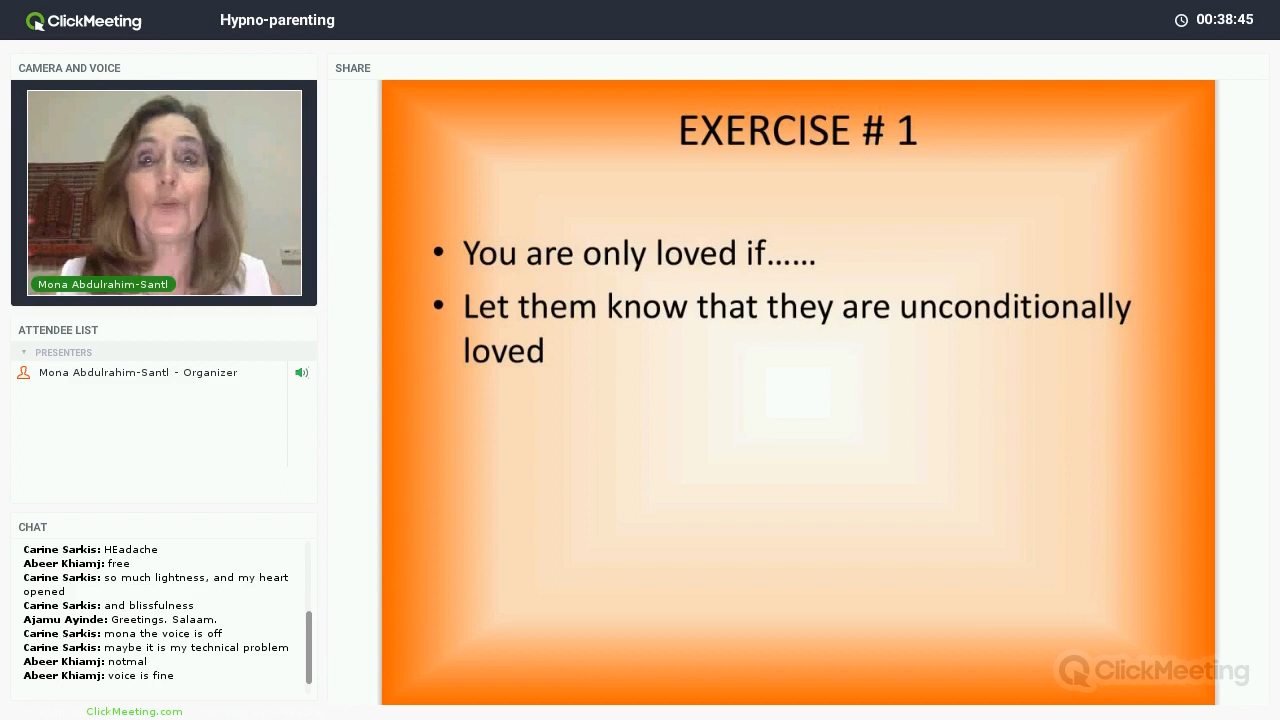 ClickMeeting
Hypno-parenting
00:38:45
CAMERA AND VOICE
Mona Abdulrahim-Santl
ATTENDEE LIST
PRESENTERS
Mona Abdulrahim-Santl - Organizer
CHAT
Carine Sarkis: HEadache
Abeer Khiamj: free
Carine Sarkis: so much lightness, and my heart
opened
Carine Sarkis: and blissfulness
Ajamu Ayinde: Greetings. Salaam.
Carine Sarkis: mona the voice is off
Carine Sarkis: maybe it is my technical problem
Abeer Khiamj: notmal
Abeer Khiamj: voice is fine
ClickMeeting.com
SHARE
EXERCISE # 1
• You are only loved if......
• Let them know that they are unconditionally
loved
ClickMeeting